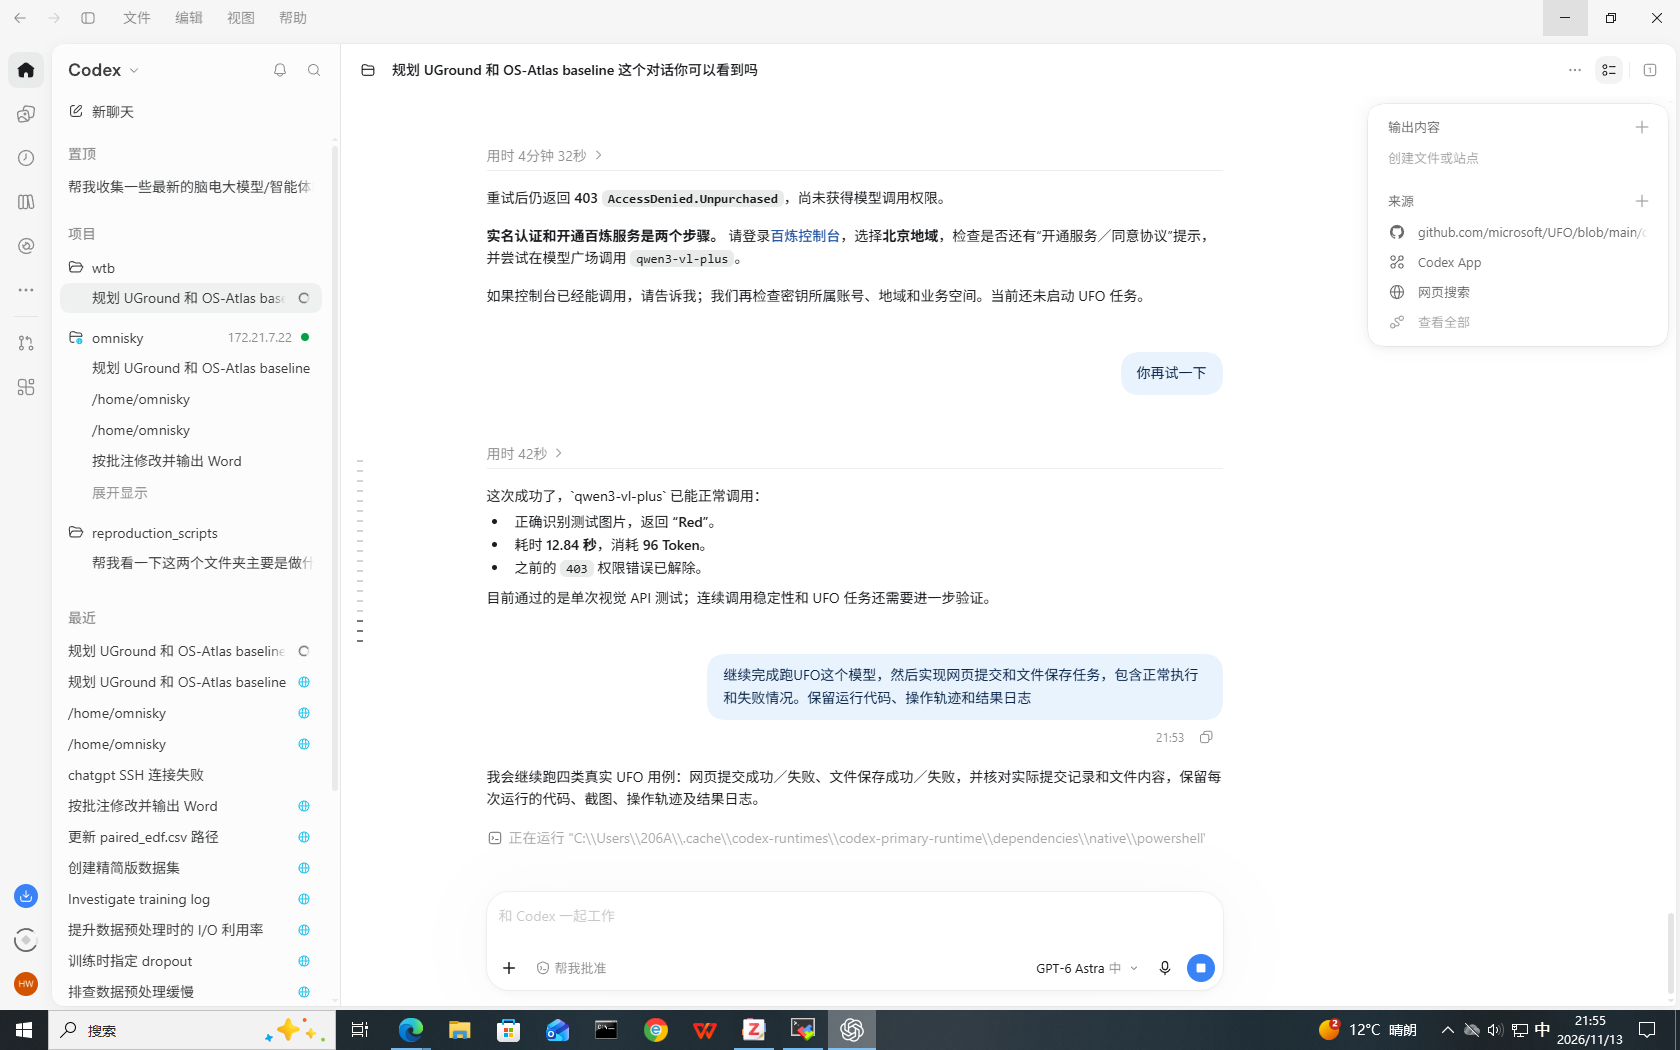 文件 编辑 视图 帮助
Codex
新聊天
置顶
帮我收集一些最新的脑电大模型/智能体
项目
wtb
规划 UGround 和 OS-Atlas base
omnisky 172.21.7.22
规划 UGround 和 OS-Atlas baseline
/home/omnisky
/home/omnisky
按批注修改并输出 Word
展开显示
reproduction_scripts
帮我看一下这两个文件夹主要是做什
最近
规划 UGround 和 OS-Atlas baseline
规划 UGround 和 OS-Atlas baseline
/home/omnisky
/home/omnisky
chatgpt SSH 连接失败
按批注修改并输出 Word
更新 paired_edf.csv 路径
创建精简版数据集
Investigate training log
提升数据预处理时的 I/O 利用率
训练时指定 dropout
排查数据预处理缓慢
HW
规划 UGround 和 OS-Atlas baseline 这个对话你可以看到吗
1
用时 4分钟 32秒
重试后仍返回 403 AccessDenied.Unpurchased，尚未获得模型调用权限。
实名认证和开通百炼服务是两个步骤。 请登录百炼控制台，选择北京地域，检查是否还有“开通服务／同意协议”提示，
并尝试在模型广场调用 qwen3-vl-plus。
如果控制台已经能调用，请告诉我；我们再检查密钥所属账号、地域和业务空间。当前还未启动 UFO 任务。
你再试一下
用时 42秒
这次成功了，`qwen3-vl-plus` 已能正常调用：
• 正确识别测试图片，返回 “Red”。
• 耗时 12.84 秒，消耗 96 Token。
• 之前的 403 权限错误已解除。
目前通过的是单次视觉 API 测试；连续调用稳定性和 UFO 任务还需要进一步验证。
继续完成跑UFO这个模型，然后实现网页提交和文件保存任务，包含正常执行
和失败情况。保留运行代码、操作轨迹和结果日志
21:53
我会继续跑四类真实 UFO 用例：网页提交成功／失败、文件保存成功／失败，并核对实际提交记录和文件内容，保留每
次运行的代码、截图、操作轨迹及结果日志。
正在运行 "C:\\Users\\206A\\.cache\\codex-runtimes\\codex-primary-runtime\\dependencies\\native\\powershell'
和 Codex 一起工作
帮我批准
GPT-6 Astra 中
输出内容
创建文件或站点
来源
github.com/microsoft/UFO/blob/main/
Codex App
网页搜索
查看全部
搜索
2
12°C 晴朗
中
21:55
2026/11/13